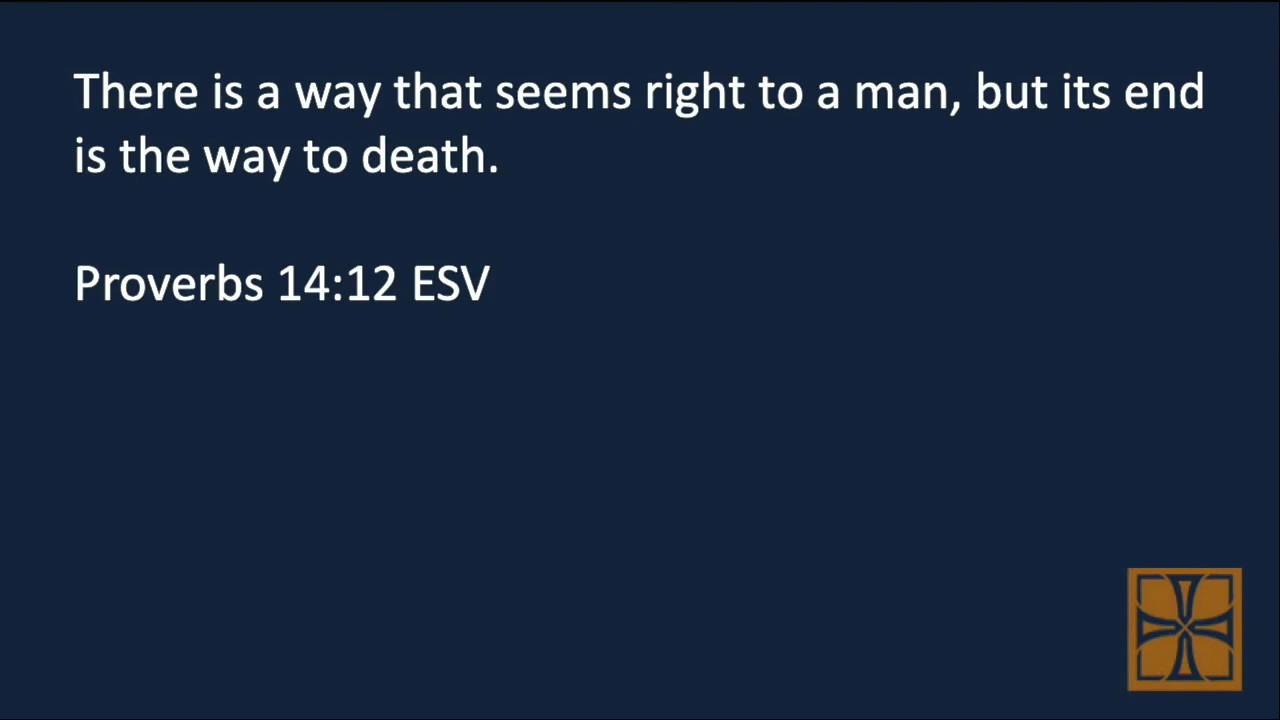 There is a way that seems right to a man, but its end
is the way to death.
Proverbs 14:12 ESV